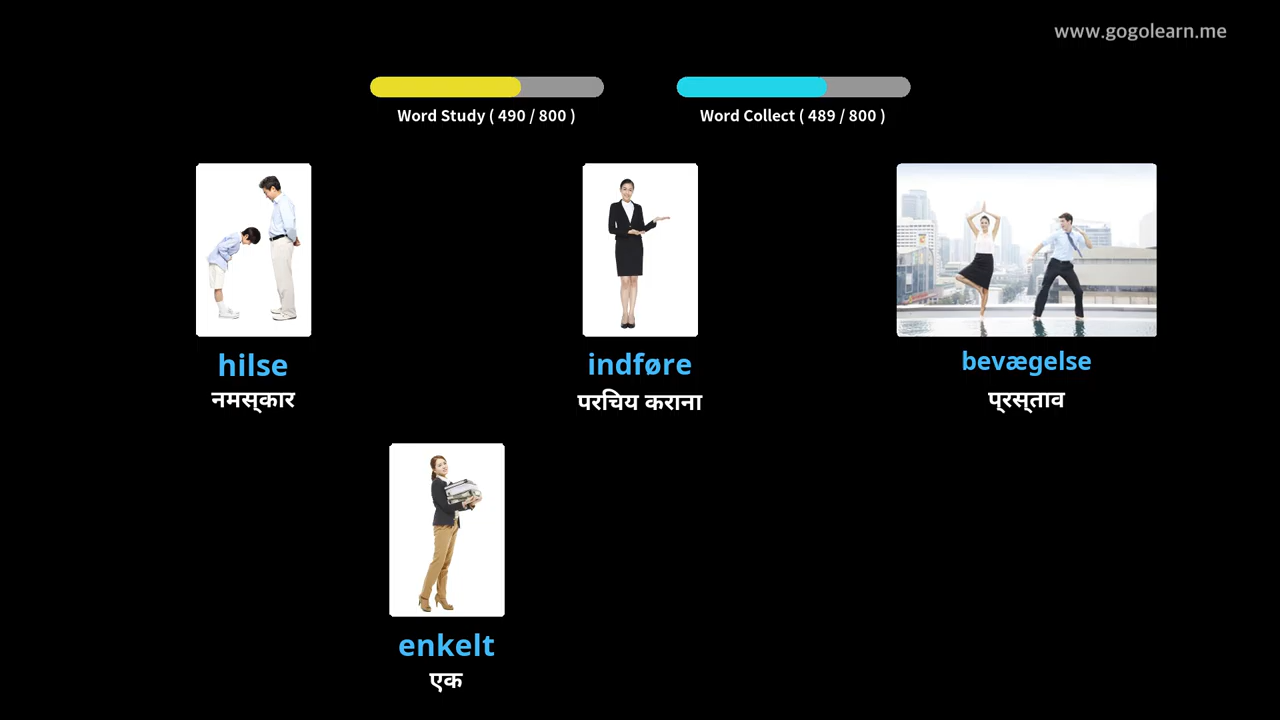 www.gogolearn.me
Word Study ( 490 / 800 )
Word Collect ( 489 / 800 )
hilse
नमस्‌कार
indføre
परिचय कराना
bevægelse
प्रस्‌ताव
enkelt
एक